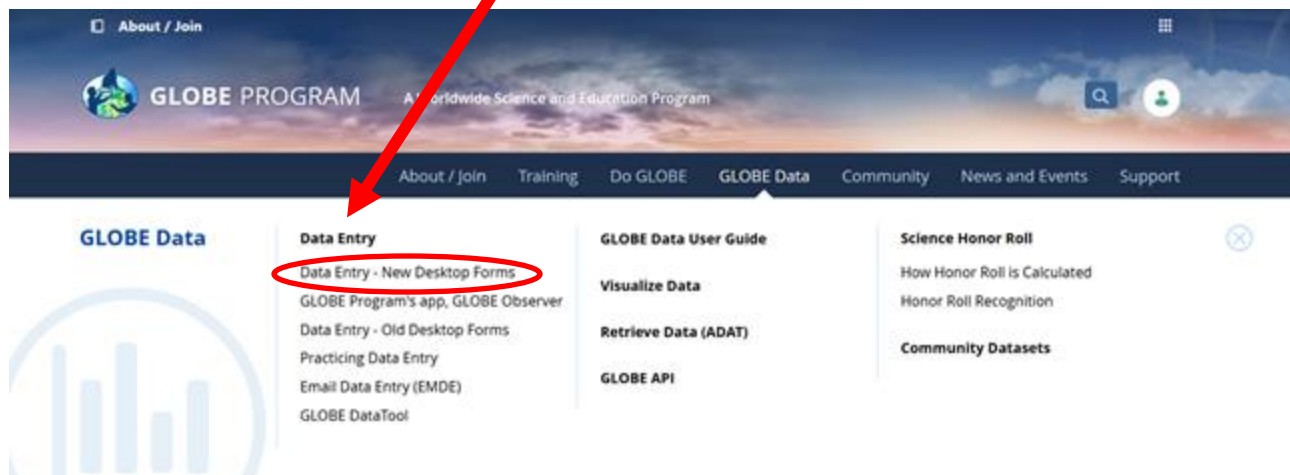 About / Join
GLOBE PROGRAM A Worldwide Science and Education Program
About / Join Training Do GLOBE GLOBE Data Community News and Events Support
GLOBE Data
Data Entry
Data Entry - New Desktop Forms
GLOBE Program's app, GLOBE Observer
Data Entry - Old Desktop Forms
Practicing Data Entry
Email Data Entry (EMDE)
GLOBE DataTool
GLOBE Data User Guide
Visualize Data
Retrieve Data (ADAT)
GLOBE API
Science Honor Roll
How Honor Roll is Calculated
Honor Roll Recognition
Community Datasets